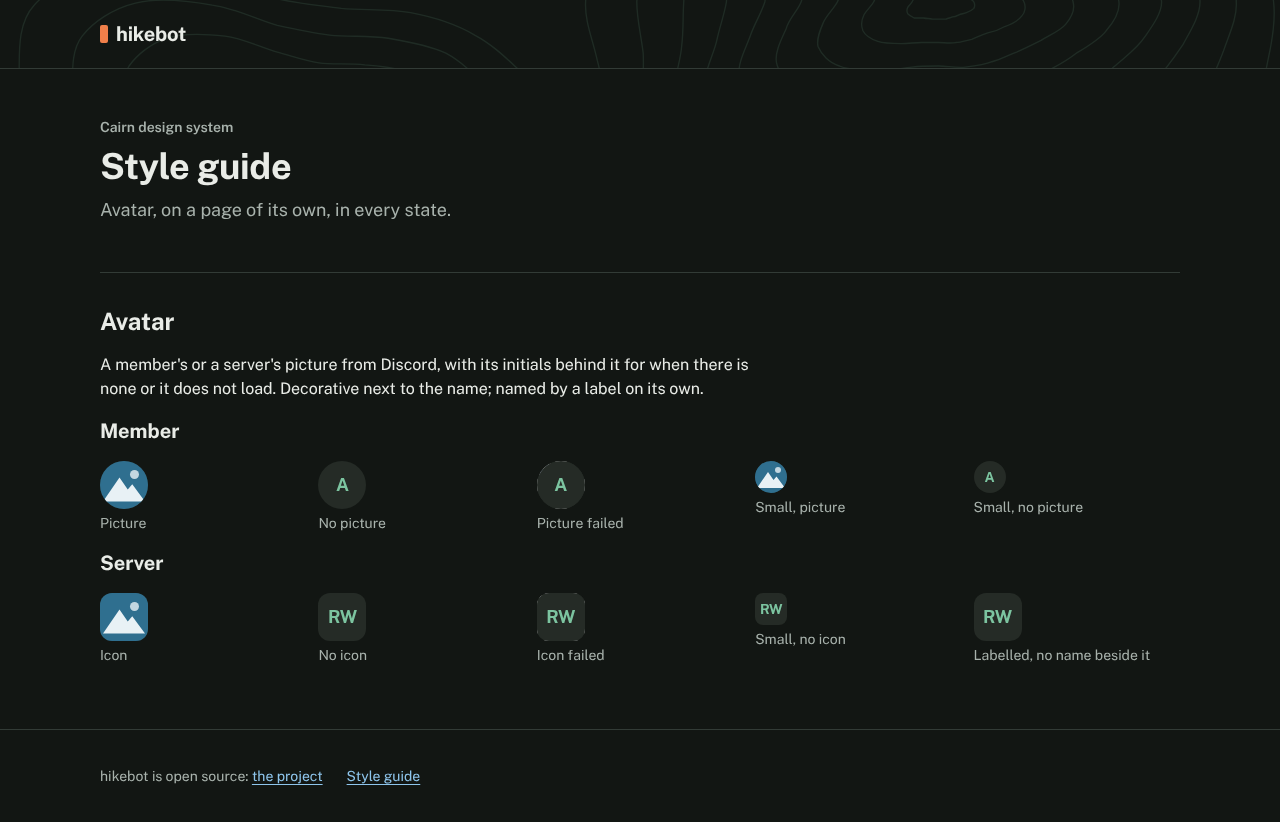 hikebot
Cairn design system
Style guide
Avatar, on a page of its own, in every state.
Avatar
A member's or a server's picture from Discord, with its initials behind it for when there is
none or it does not load. Decorative next to the name; named by a label on its own.
Member
A
A
A
Picture
No picture
Picture failed
Small, picture
Small, no picture
Server
RW
RW
RW
RW
Icon
No icon
Icon failed
Small, no icon
Labelled, no name beside it
hikebot is open source: the project
Style guide